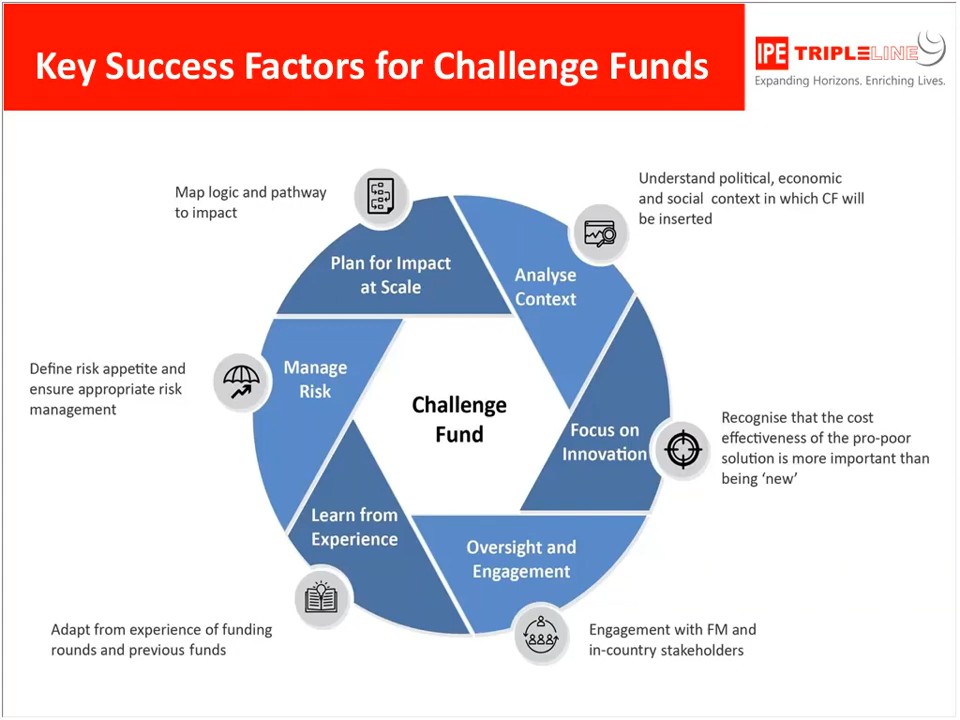 Key Success Factors for Challenge Funds
IPE TRIPLELINE
Expanding Horizons. Enriching Lives.
Map logic and pathway
to impact
Understand political, economic
and social context in which CF will
be inserted
Plan for Impact
at Scale
Analyse
Context
Define risk appetite and
ensure appropriate risk
management
Manage
Risk
Challenge
Fund
Focus on
Innovation
Recognise that the cost
effectiveness of the pro-poor
solution is more important than
being ‘new’
Learn from
Experience
Oversight and
Engagement
Adapt from experience of funding
rounds and previous funds
Engagement with FM and
in-country stakeholders